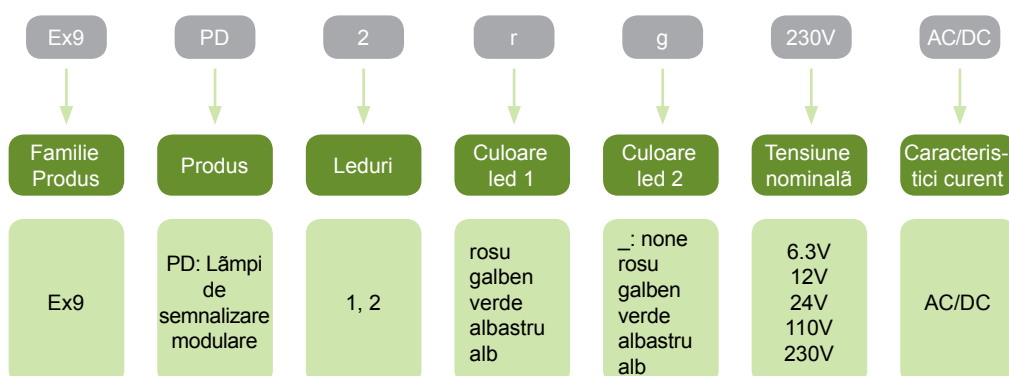 Ex9
PD
2
r
g
230V
AC/DC
Familie
Produs
Produs
Leduri
Culoare
led 1
Culoare
led 2
Tensiune
nominalã
Caracteris-
tici curent
Ex9
PD: Lãmpi
de
semnalizare
modulare
1, 2
rosu
galben
verde
albastru
alb
_: none
rosu
galben
verde
albastru
alb
6.3V
12V
24V
110V
230V
AC/DC